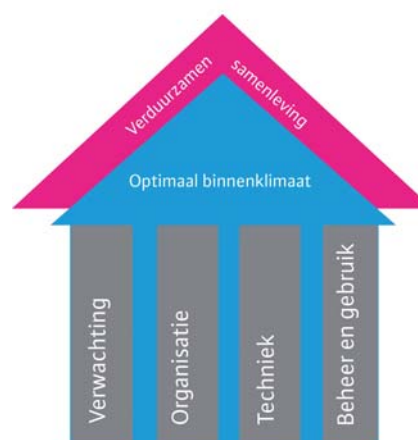 Verduurzamen
samenleving
Optimaal binnenklimaat
Verwachting
Organisatie
Techniek
Beheer en gebruik